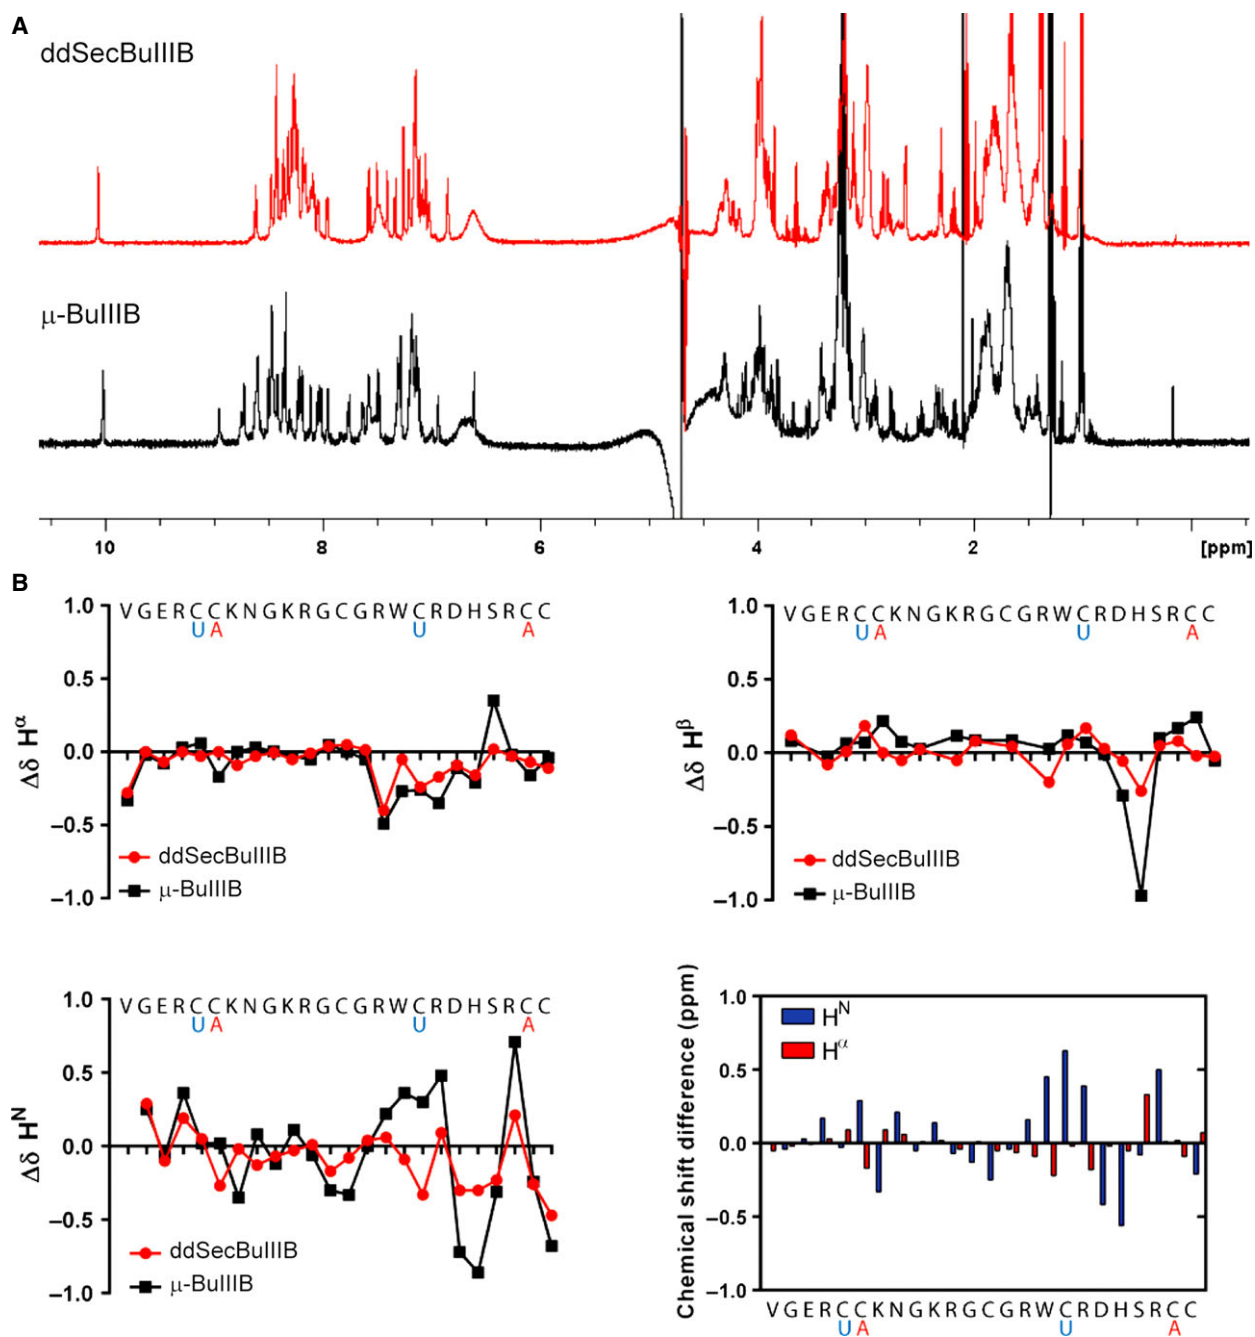 A
ddSecBuIIIB
μ-BuIIIB
10 8 6 4 2 [ppm]
B
1.0
0.5
0.0
–0.5
–1.0
Δδ Hα
VGERCCKNGKRGCGRWCRDHSRCC
U A U A
ddSecBuIIIB
μ-BuIIIB
1.0
0.5
0.0
–0.5
–1.0
Δδ Hβ
VGERCCKNGKRGCGRWCRDHSRCC
U A U A
ddSecBuIIIB
μ-BuIIIB
1.0
0.5
0.0
–0.5
–1.0
Δδ HN
VGERCCKNGKRGCGRWCRDHSRCC
U A U A
ddSecBuIIIB
μ-BuIIIB
Chemical shift difference (ppm)
1.0
0.5
0.0
–0.5
–1.0
HN
Hα
VGERCCKNGKRGCGRWCRDHSRCC
U A U A